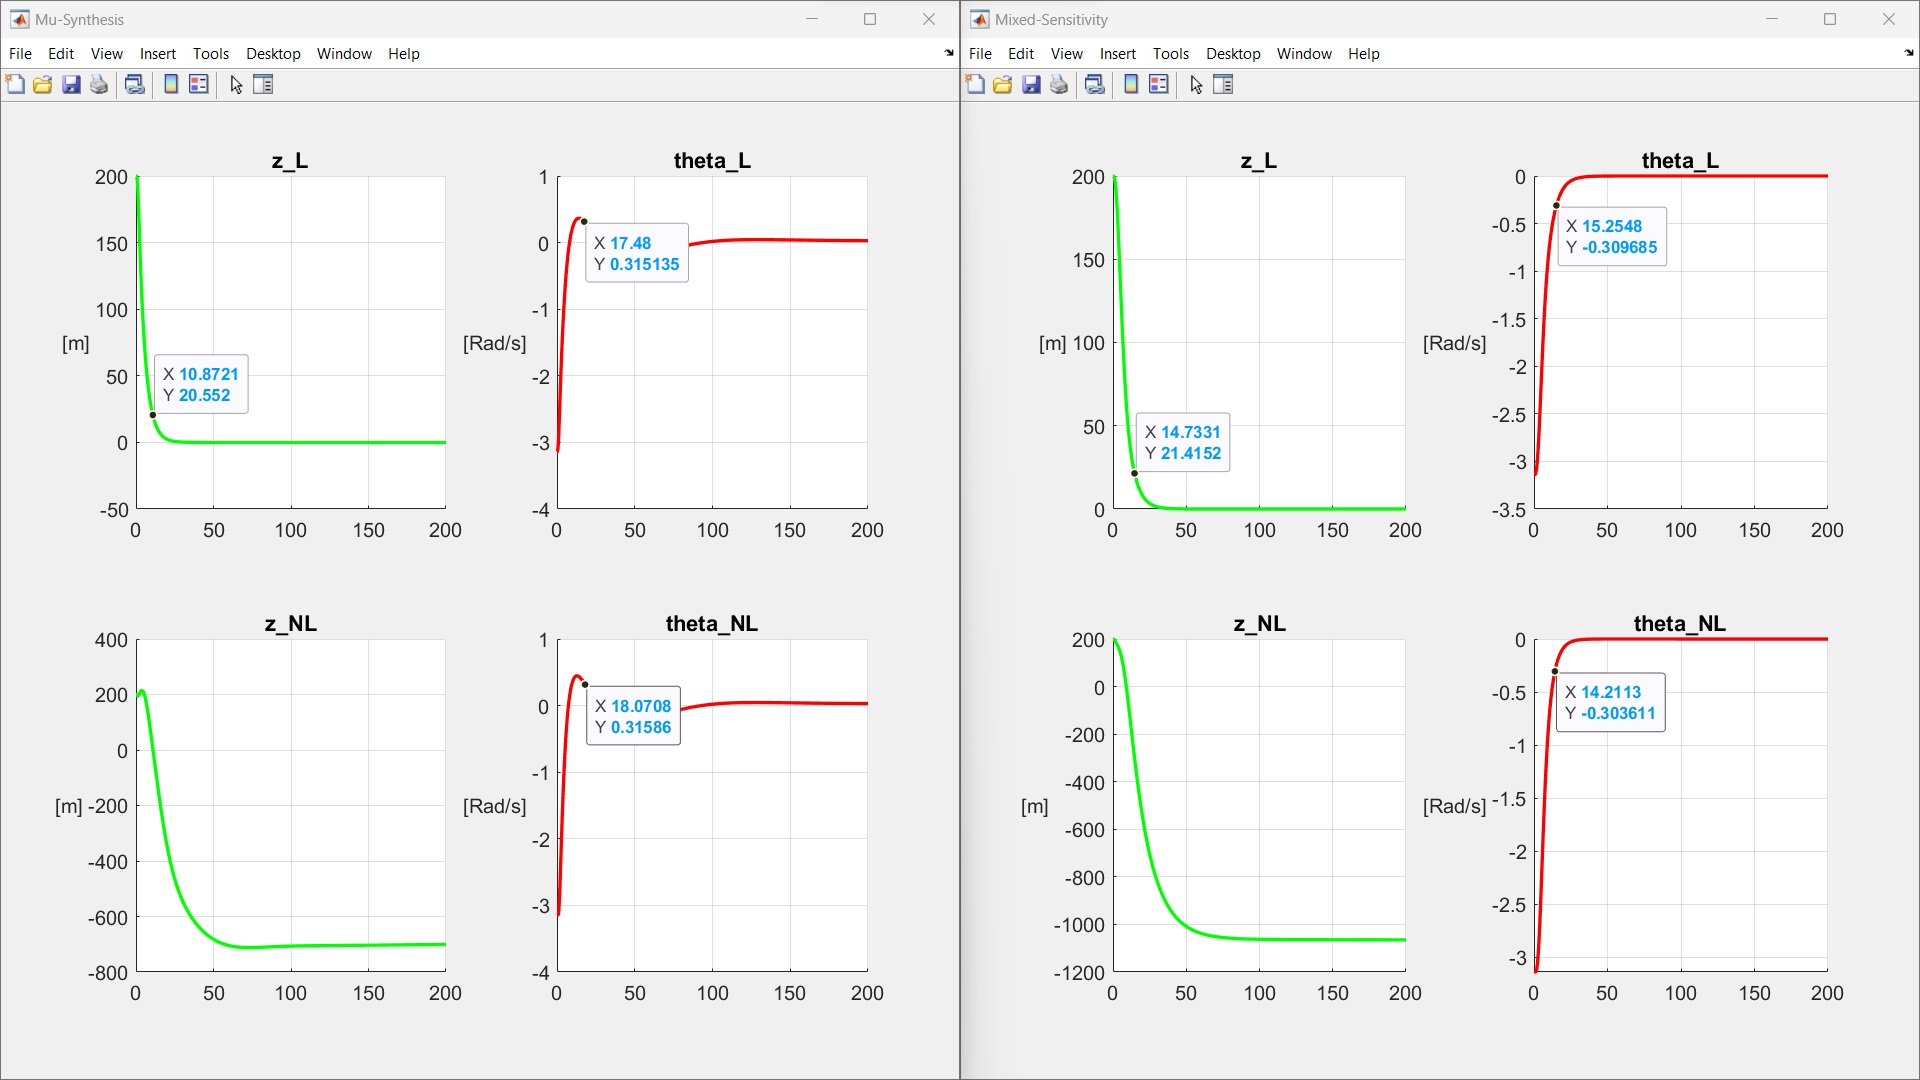 Mu-Synthesis
File Edit View Insert Tools Desktop Window Help
z_L
200
150
100
50
0
-50
[m]
X 10.8721
Y 20.552
0 50 100 150 200
theta_L
1
0
-1
-2
-3
-4
[Rad/s]
X 17.48
Y 0.315135
0 50 100 150 200
z_NL
400
200
0
-200
-400
-600
-800
[m]
0 50 100 150 200
theta_NL
1
0
-1
-2
-3
-4
[Rad/s]
X 18.0708
Y 0.31586
0 50 100 150 200
Mixed-Sensitivity
File Edit View Insert Tools Desktop Window Help
z_L
200
150
100
50
0
[m]
X 14.7331
Y 21.4152
0 50 100 150 200
theta_L
0
-0.5
-1
-1.5
-2
-2.5
-3
-3.5
[Rad/s]
X 15.2548
Y -0.309685
0 50 100 150 200
z_NL
200
0
-200
-400
-600
-800
-1000
-1200
[m]
0 50 100 150 200
theta_NL
0
-0.5
-1
-1.5
-2
-2.5
-3
[Rad/s]
X 14.2113
Y -0.303611
0 50 100 150 200